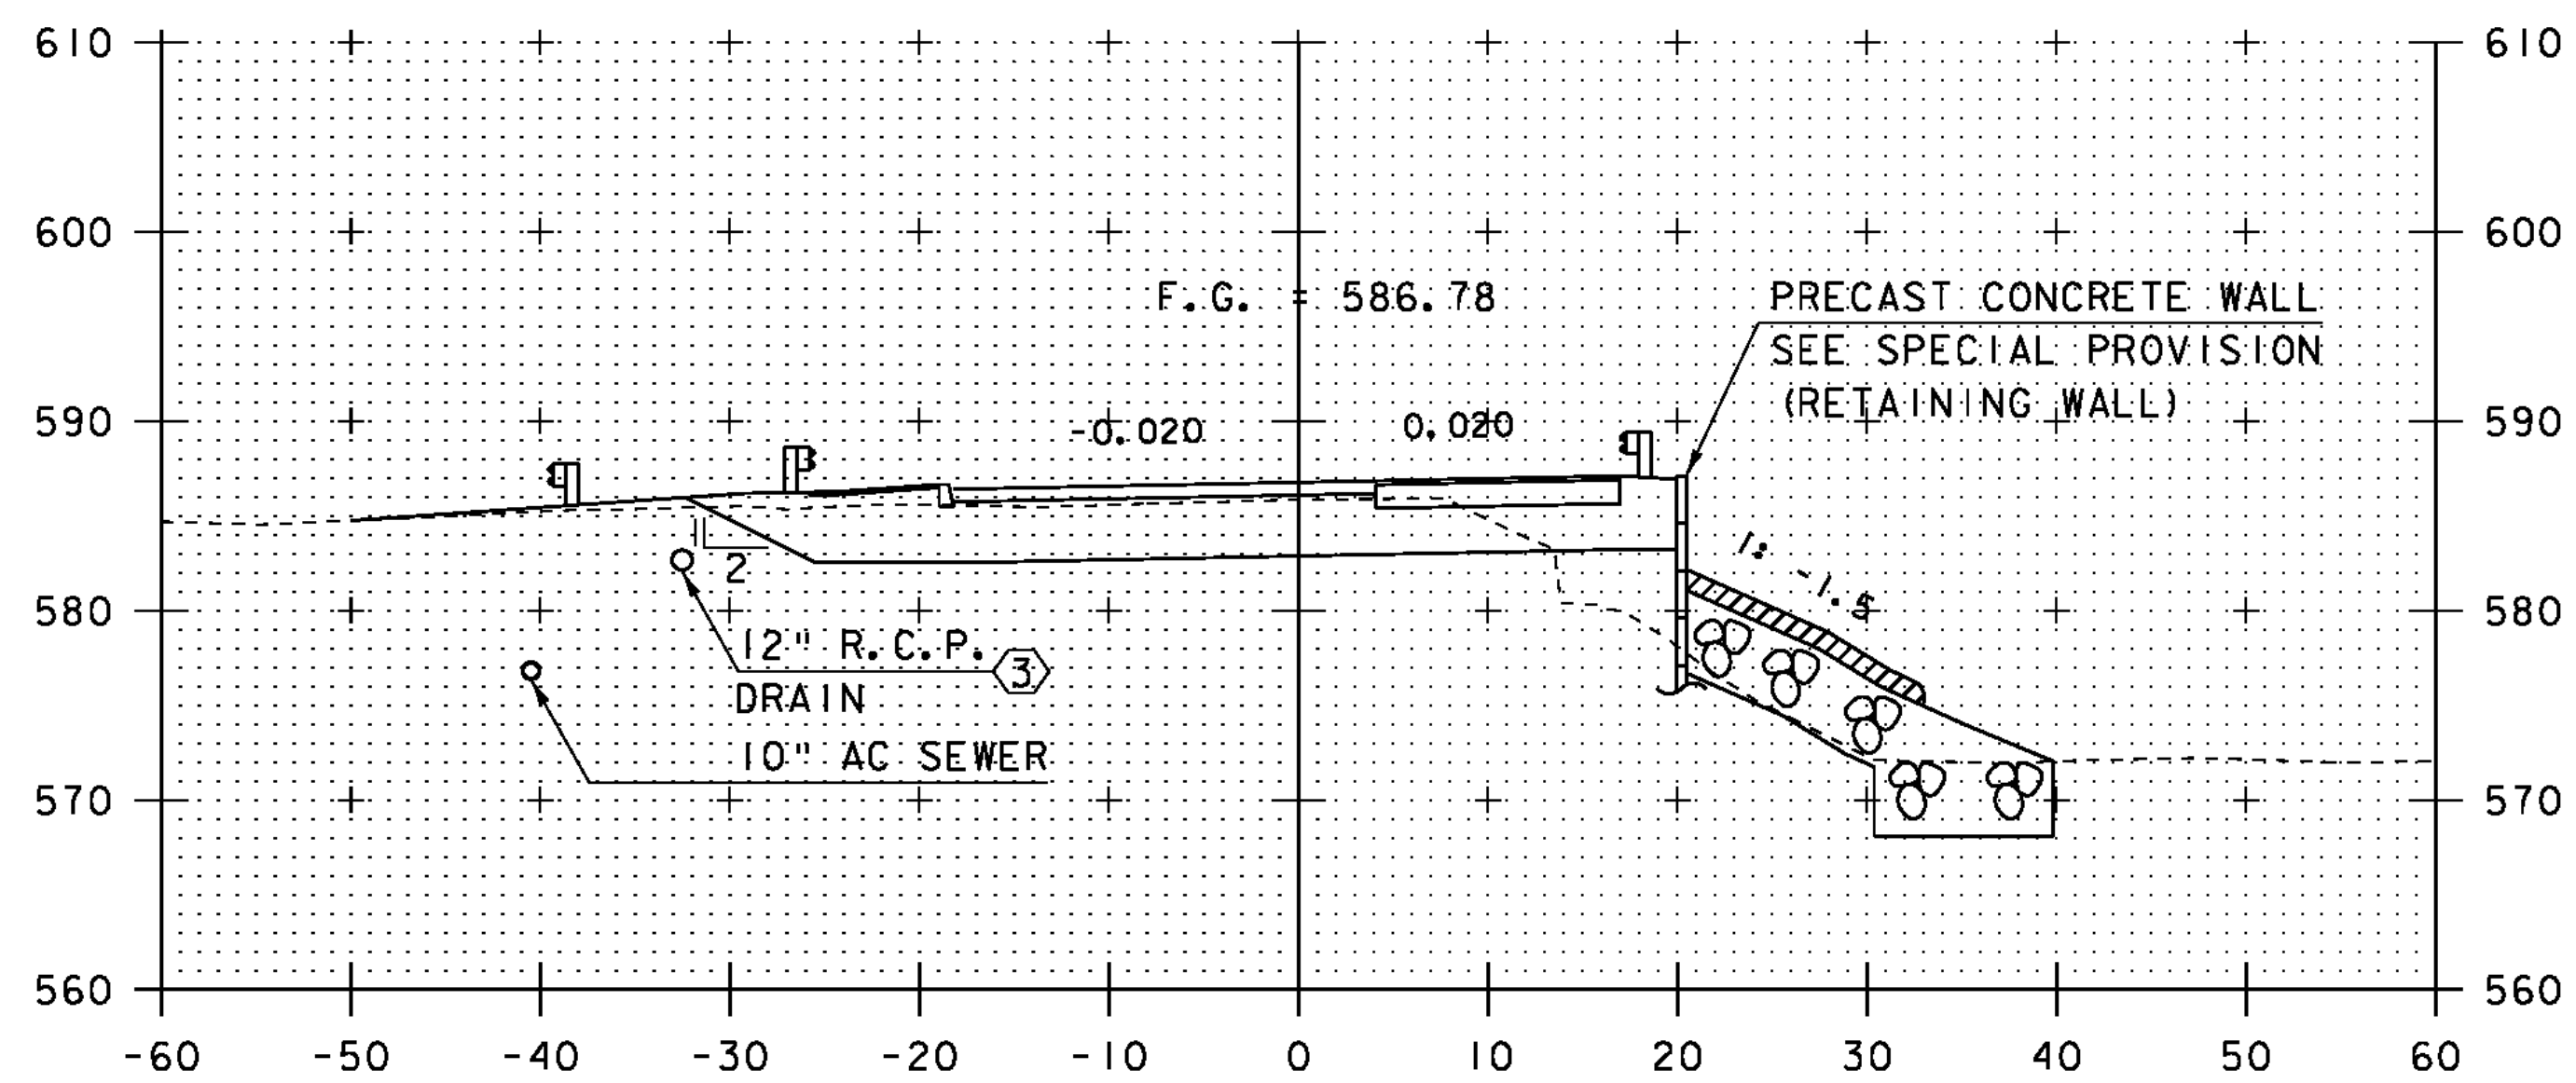 610 610
600 600
F.G. = 586.78
PRECAST CONCRETE WALL
SEE SPECIAL PROVISION
(RETAINING WALL)
590 -0.020 0.020 590
1: -1.5
2
580 580
12" R.C.P.
DRAIN
3
10" AC SEWER
570 570
560 560
-60 -50 -40 -30 -20 -10 0 10 20 30 40 50 60